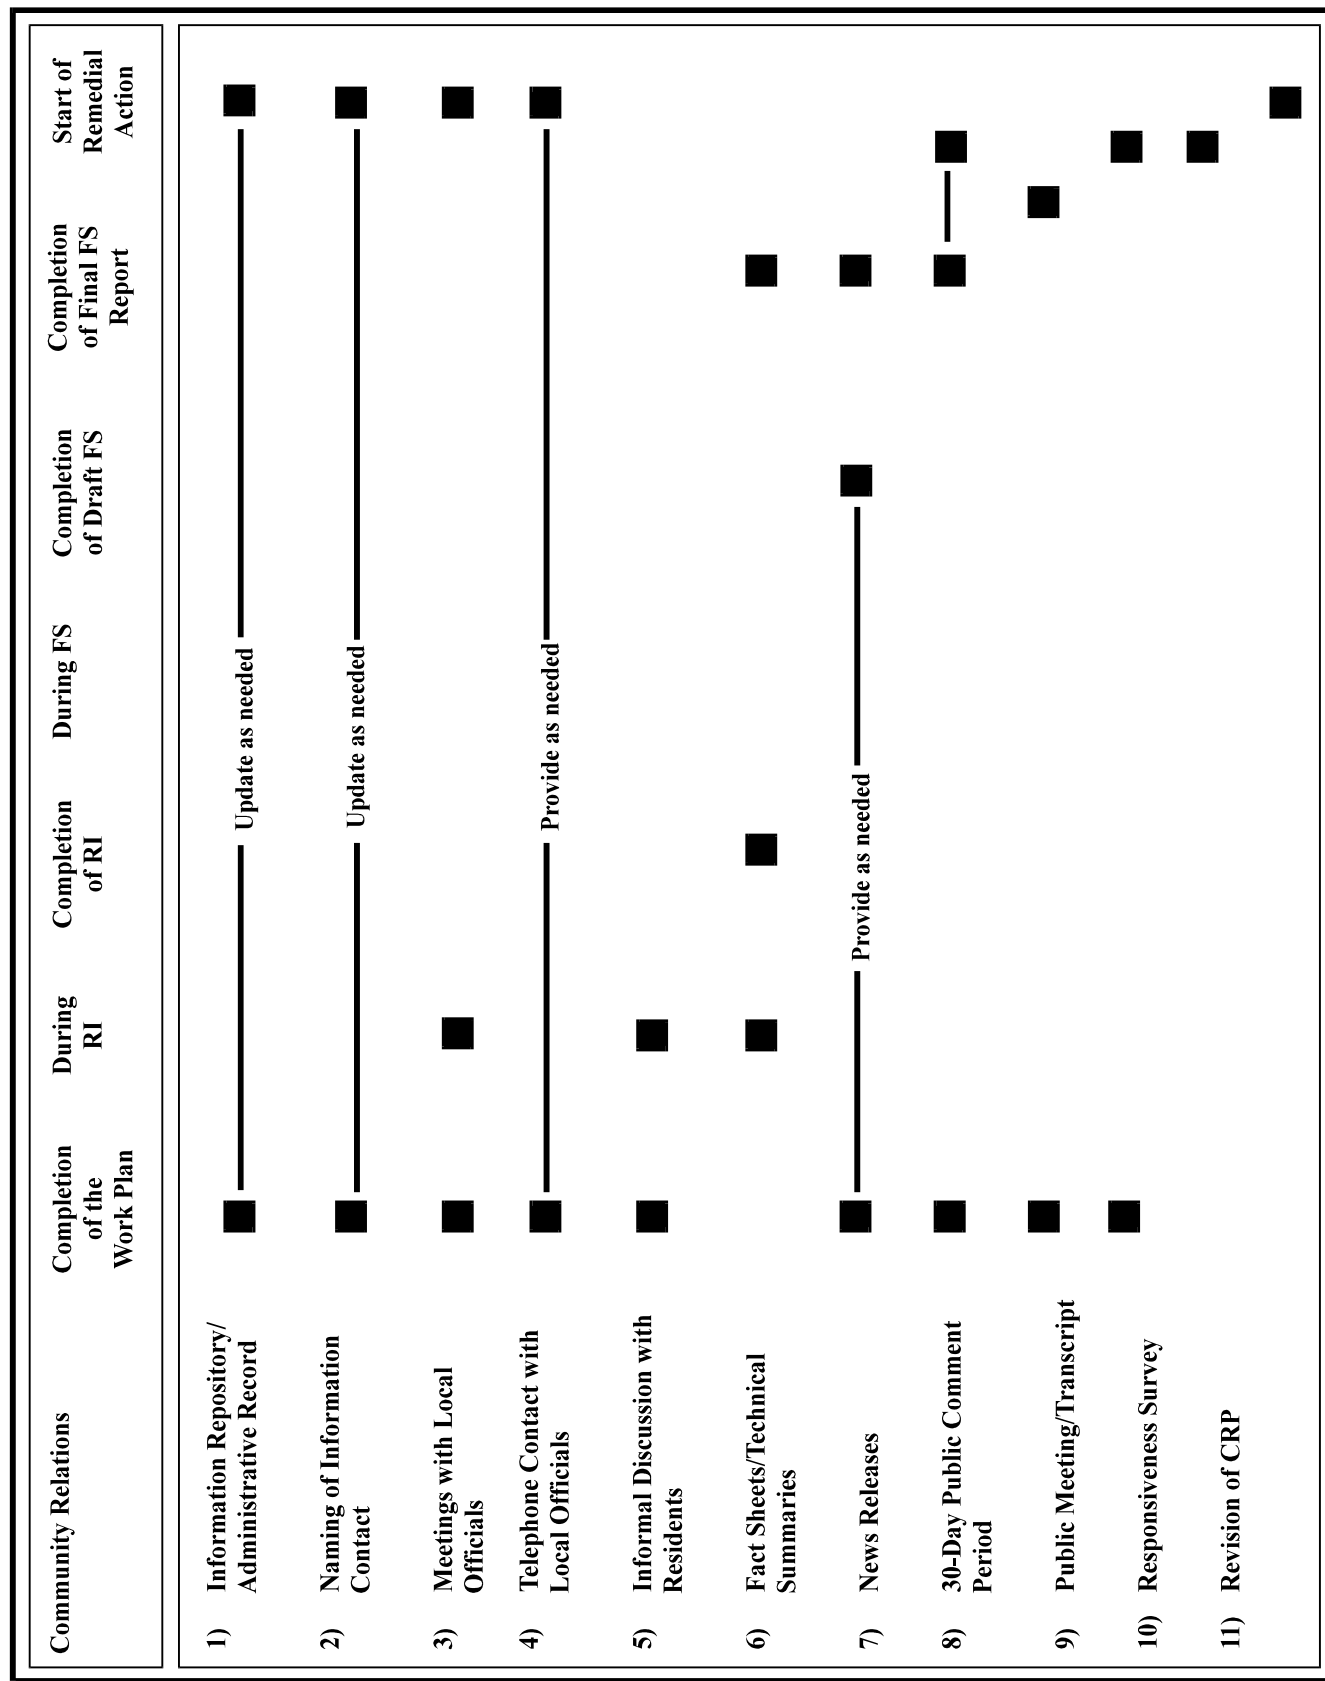 Community Relations
Completion
of the
Work Plan
During
RI
Completion
of RI
During FS
Completion
of Draft FS
Completion
of Final FS
Report
Start of
Remedial
Action
1) Information Repository/
Administrative Record
Update as needed
2) Naming of Information
Contact
Update as needed
3) Meetings with Local
Officials
4) Telephone Contact with
Local Officials
Provide as needed
5) Informal Discussion with
Residents
6) Fact Sheets/Technical
Summaries
7) News Releases
Provide as needed
8) 30-Day Public Comment
Period
9) Public Meeting/Transcript
10) Responsiveness Survey
11) Revision of CRP